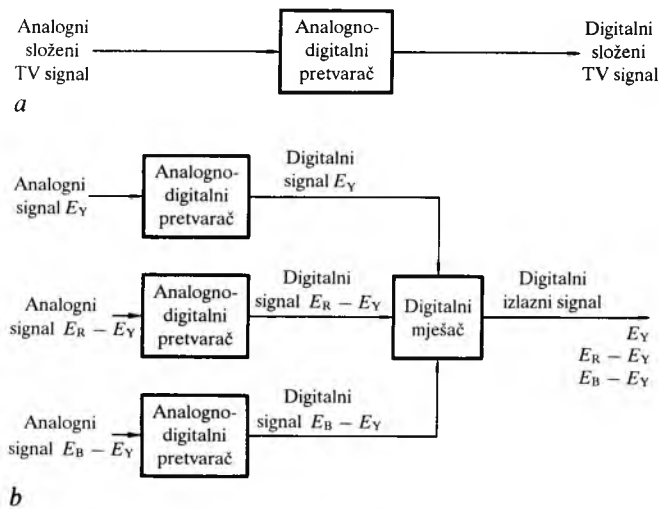 Analogni
složeni
TV signal
Analogno-
digitalni
pretvarač
Digitalni
složeni
TV signal
a
Analogni
signal E_Y
Analogno-
digitalni
pretvarač
Digitalni
signal E_Y
Analogni
signal E_R − E_Y
Analogno-
digitalni
pretvarač
Digitalni
signal E_R − E_Y
Digitalni
mješač
Digitalni
izlazni signal
E_Y
E_R − E_Y
E_B − E_Y
Analogni
signal E_B − E_Y
Analogno-
digitalni
pretvarač
Digitalni
signal E_B − E_Y
b